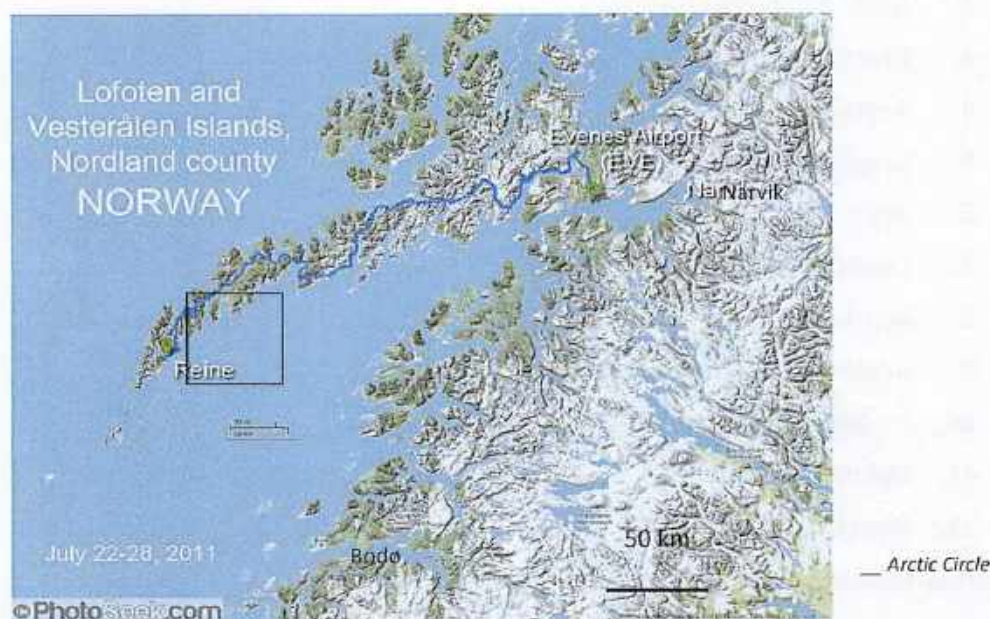 Lofoten and
Vesterålen Islands,
Nordland county
NORWAY
Evenes Airport
(EVE)
Narvik
Reine
July 22-28, 2011
Bodø
50 km
Arctic Circle
©PhotoSeek.com